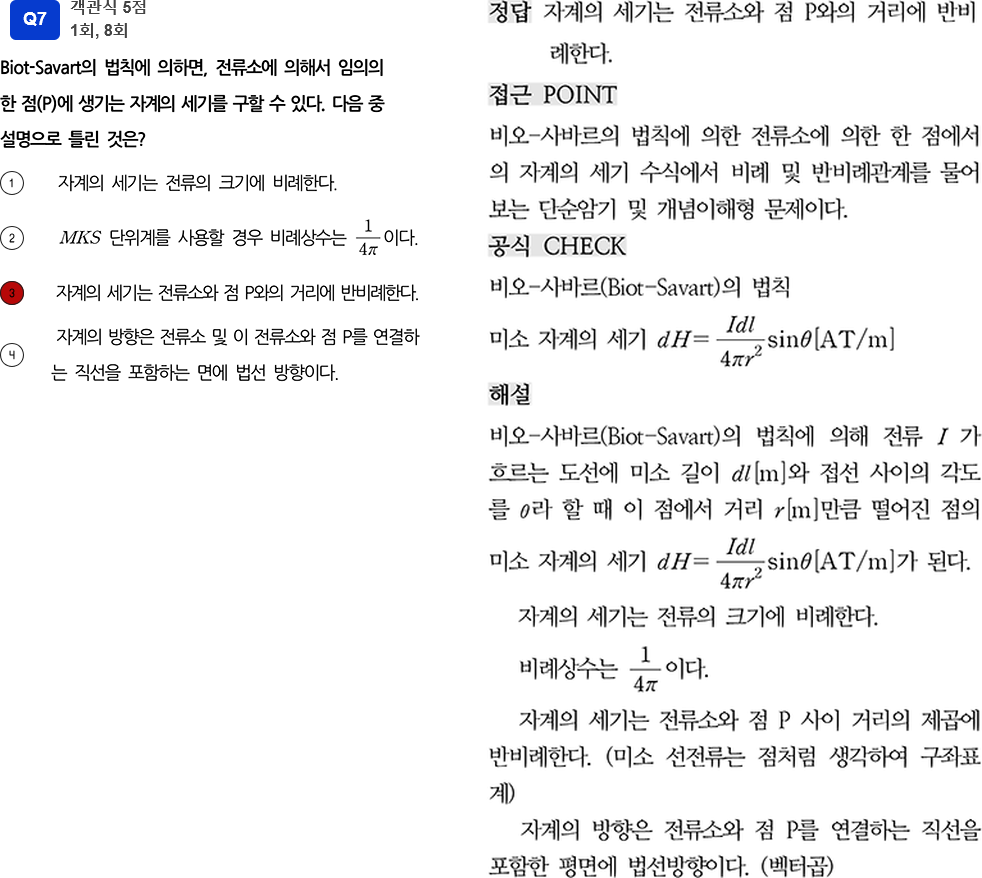 Q7
객관식 5점
1회, 8회
Biot-Savart의 법칙에 의하면, 전류소에 의해서 임의의
한 점(P)에 생기는 자계의 세기를 구할 수 있다. 다음 중
설명으로 틀린 것은?
① 자계의 세기는 전류의 크기에 비례한다.
② MKS 단위계를 사용할 경우 비례상수는 1/4π 이다.
③ 자계의 세기는 전류소와 점 P와의 거리에 반비례한다.
④ 자계의 방향은 전류소 및 이 전류소와 점 P를 연결하
는 직선을 포함하는 면에 법선 방향이다.
정답 자계의 세기는 전류소와 점 P와의 거리에 반비
례한다.
접근 POINT
비오-사바르의 법칙에 의한 전류소에 의한 한 점에서
의 자계의 세기 수식에서 비례 및 반비례관계를 물어
보는 단순암기 및 개념이해형 문제이다.
공식 CHECK
비오-사바르(Biot-Savart)의 법칙
미소 자계의 세기 dH = Idl/4πr² sinθ[AT/m]
해설
비오-사바르(Biot-Savart)의 법칙에 의해 전류 I 가
흐르는 도선에 미소 길이 dl[m]와 접선 사이의 각도
를 θ라 할 때 이 점에서 거리 r[m]만큼 떨어진 점의
미소 자계의 세기 dH = Idl/4πr² sinθ[AT/m]가 된다.
자계의 세기는 전류의 크기에 비례한다.
비례상수는 1/4π 이다.
자계의 세기는 전류소와 점 P 사이 거리의 제곱에
반비례한다. (미소 선전류는 점처럼 생각하여 구좌표
계)
자계의 방향은 전류소와 점 P를 연결하는 직선을
포함한 평면에 법선방향이다. (벡터곱)